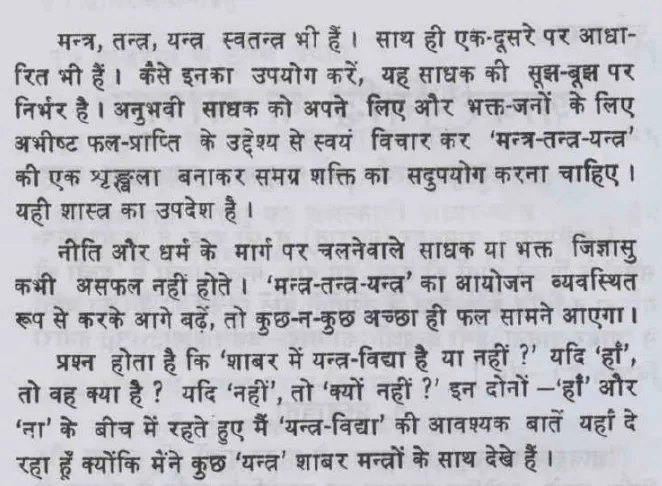 मन्त्र, तन्त्र, यन्त्र स्वतन्त्र भी हैं। साथ ही एक-दूसरे पर आधा-
रित भी हैं। कैसे इनका उपयोग करें, यह साधक की सूझ-बूझ पर
निर्भर है। अनुभवी साधक को अपने लिए और भक्त-जनों के लिए
अभीष्ट फल-प्राप्ति के उद्देश्य से स्वयं विचार कर 'मन्त्र-तन्त्र-यन्त्र'
की एक शृङ्खला बनाकर समग्र शक्ति का सदुपयोग करना चाहिए।
यही शास्त्र का उपदेश है।
नीति और धर्म के मार्ग पर चलनेवाले साधक या भक्त जिज्ञासु
कभी असफल नहीं होते। 'मन्त्र-तन्त्र-यन्त्र' का आयोजन व्यवस्थित
रूप से करके आगे बढ़ें, तो कुछ-न-कुछ अच्छा ही फल सामने आएगा।
प्रश्न होता है कि 'शाबर में यन्त्र-विद्या है या नहीं ?' यदि 'हाँ',
तो वह क्या है ? यदि 'नहीं', तो 'क्यों नहीं ?' इन दोनों –'हाँ' और
'ना' के बीच में रहते हुए मैं 'यन्त्र-विद्या' की आवश्यक बातें यहाँ दे
रहा हूँ क्योंकि मैंने कुछ 'यन्त्र' शाबर मन्त्रों के साथ देखे हैं